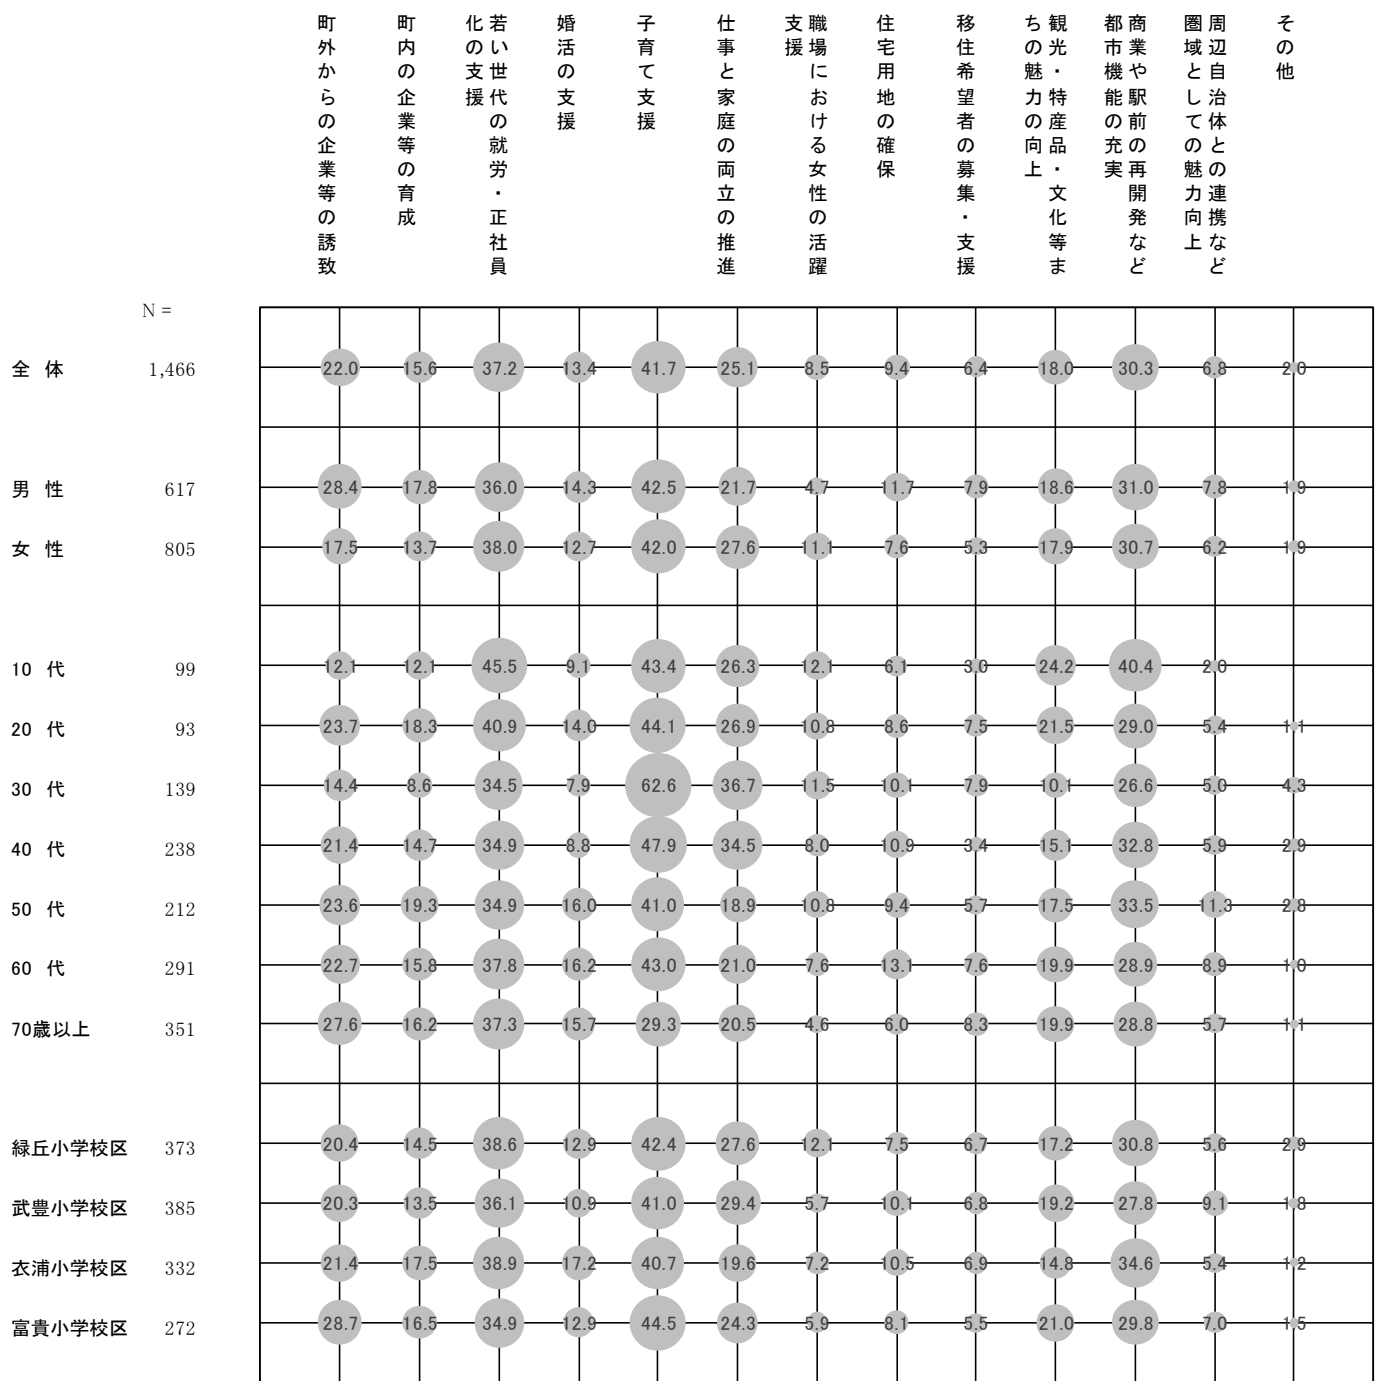 町外からの企業等の誘致
町内の企業等の育成
若い世代の就労・正社員
化の支援
婚活の支援
子育て支援
仕事と家庭の両立の推進
職場における女性の活躍
支援
住宅用地の確保
移住希望者の募集・支援
観光・特産品・文化等ま
ちの魅力の向上
商業や駅前の再開発など
都市機能の充実
周辺自治体との連携など
圏域としての魅力向上
その他
N =
全 体 1,466 22.0 15.6 37.2 13.4 41.7 25.1 8.5 9.4 6.4 18.0 30.3 6.8 2.0
男 性 617 28.4 17.8 36.0 14.3 42.5 21.7 4.7 11.7 7.9 18.6 31.0 7.8 1.9
女 性 805 17.5 13.7 38.0 12.7 42.0 27.6 11.1 7.6 5.3 17.9 30.7 6.2 1.9
10 代 99 12.1 12.1 45.5 9.1 43.4 26.3 12.1 6.1 3.0 24.2 40.4 2.0
20 代 93 23.7 18.3 40.9 14.0 44.1 26.9 10.8 8.6 7.5 21.5 29.0 5.4 1.1
30 代 139 14.4 8.6 34.5 7.9 62.6 36.7 11.5 10.1 7.9 10.1 26.6 5.0 4.3
40 代 238 21.4 14.7 34.9 8.8 47.9 34.5 8.0 10.9 3.4 15.1 32.8 5.9 2.9
50 代 212 23.6 19.3 34.9 16.0 41.0 18.9 10.8 9.4 5.7 17.5 33.5 11.3 2.8
60 代 291 22.7 15.8 37.8 16.2 43.0 21.0 7.6 13.1 7.6 19.9 28.9 8.9 1.0
70歳以上 351 27.6 16.2 37.3 15.7 29.3 20.5 4.6 6.0 8.3 19.9 28.8 5.7 1.1
緑丘小学校区 373 20.4 14.5 38.6 12.9 42.4 27.6 12.1 7.5 6.7 17.2 30.8 5.6 2.9
武豊小学校区 385 20.3 13.5 36.1 10.9 41.0 29.4 5.7 10.1 6.8 19.2 27.8 9.1 1.8
衣浦小学校区 332 21.4 17.5 38.9 17.2 40.7 19.6 7.2 10.5 6.9 14.8 34.6 5.4 1.2
富貴小学校区 272 28.7 16.5 34.9 12.9 44.5 24.3 5.9 8.1 5.5 21.0 29.8 7.0 1.5